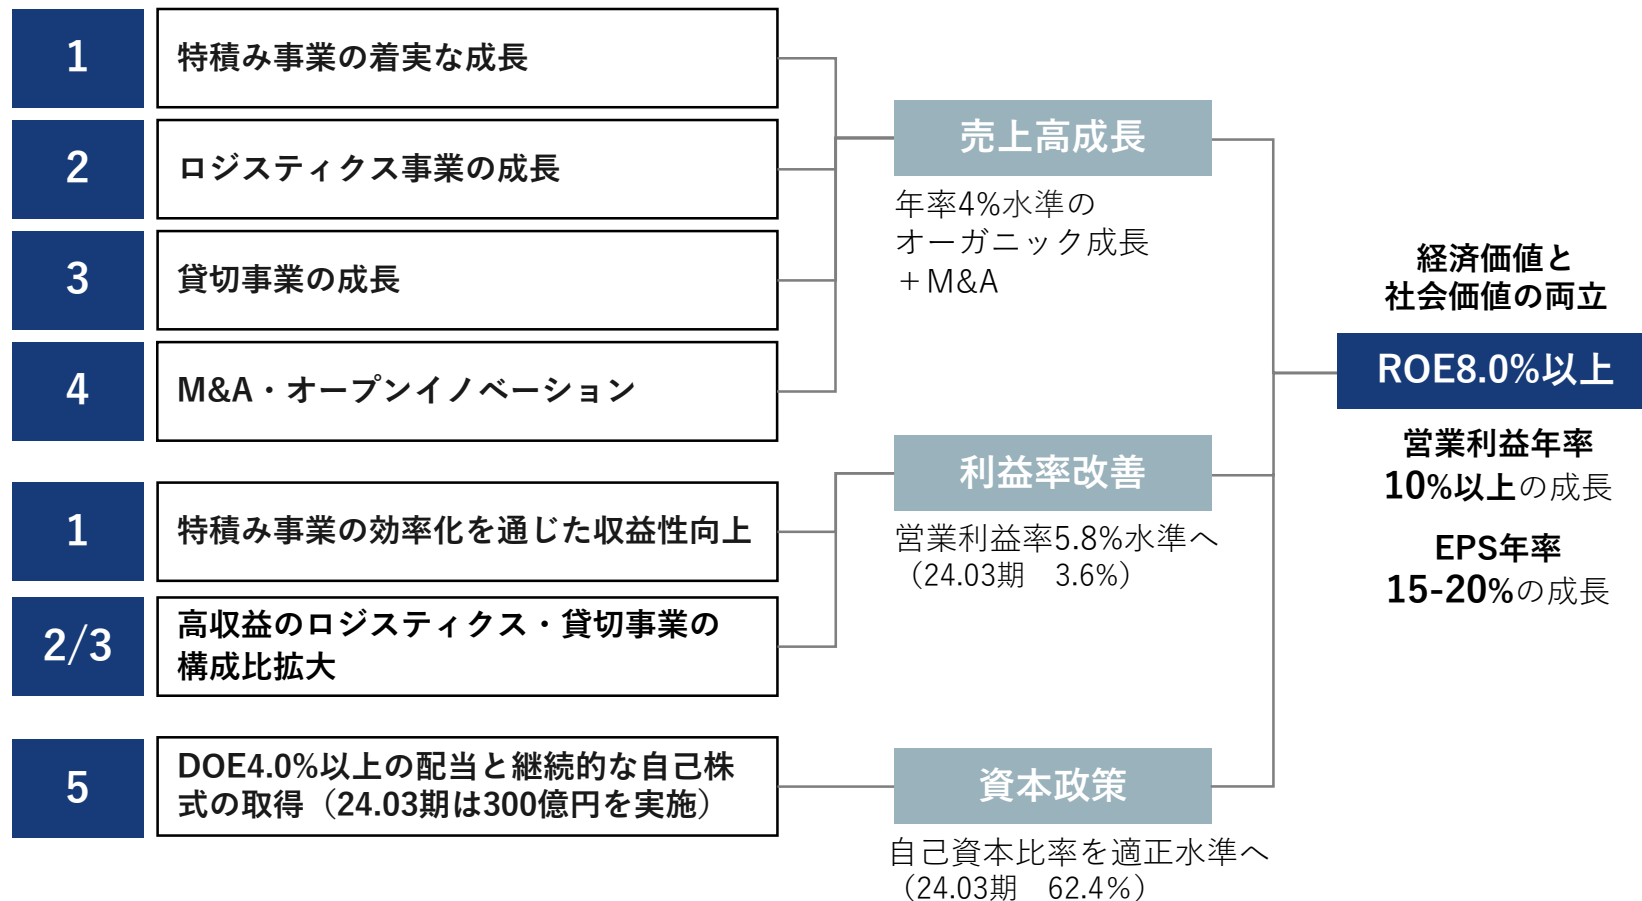 1
特積み事業の着実な成長
2
ロジスティクス事業の成長
3
貸切事業の成長
4
M&A・オープンイノベーション
売上高成長
年率4%水準の
オーガニック成長
＋M&A
1
特積み事業の効率化を通じた収益性向上
2/3
高収益のロジスティクス・貸切事業の
構成比拡大
利益率改善
営業利益率5.8%水準へ
（24.03期　3.6%）
5
DOE4.0%以上の配当と継続的な自己株
式の取得（24.03期は300億円を実施）
資本政策
自己資本比率を適正水準へ
（24.03期　62.4％）
経済価値と
社会価値の両立
ROE8.0%以上
営業利益年率
10%以上の成長
EPS年率
15-20%の成長